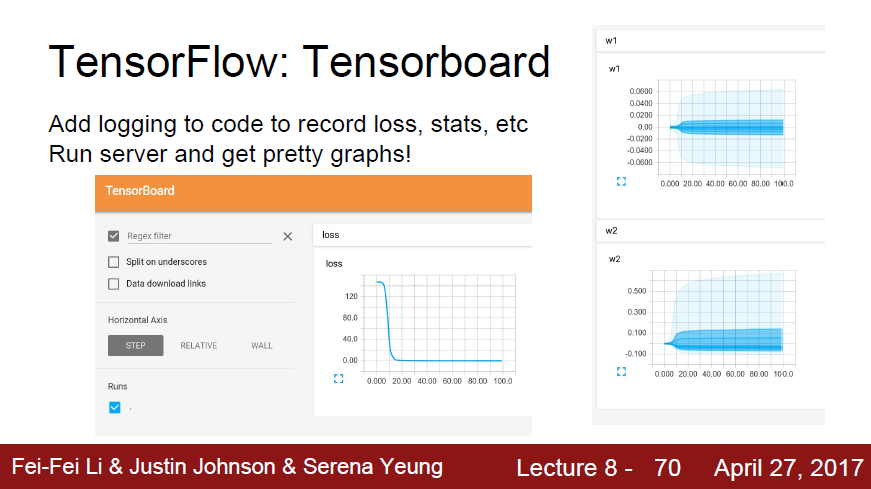 TensorFlow: Tensorboard
Add logging to code to record loss, stats, etc
Run server and get pretty graphs!
TensorBoard
Regex filter
Split on underscores
Data download links
Horizontal Axis
STEP RELATIVE WALL
Runs
.
loss
loss
120
80.0
40.0
0.00
0.000 20.00 40.00 60.00 80.00 100.0
w1
w1
0.0600
0.0400
0.0200
0.00
-0.0200
-0.0400
-0.0600
0.000 20.00 40.00 60.00 80.00 100.0
w2
w2
0.500
0.300
0.100
-0.100
0.000 20.00 40.00 60.00 80.00 100.0
Fei-Fei Li & Justin Johnson & Serena Yeung Lecture 8 - 70 April 27, 2017